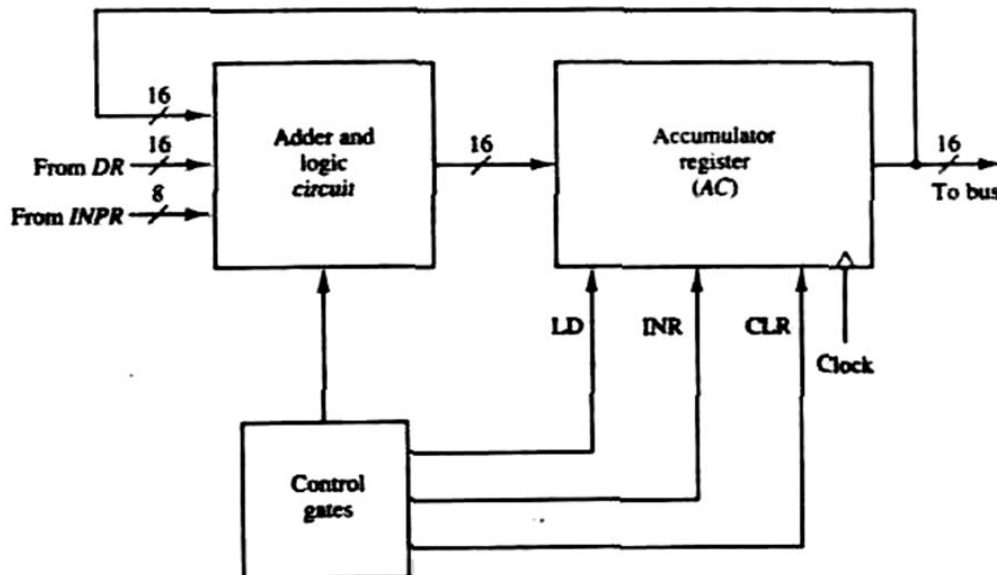 16
Adder and
logic
circuit
From DR
16
From INPR
8
16
Accumulator
register
(AC)
16
To bus
LD
INR
CLR
Clock
Control
gates